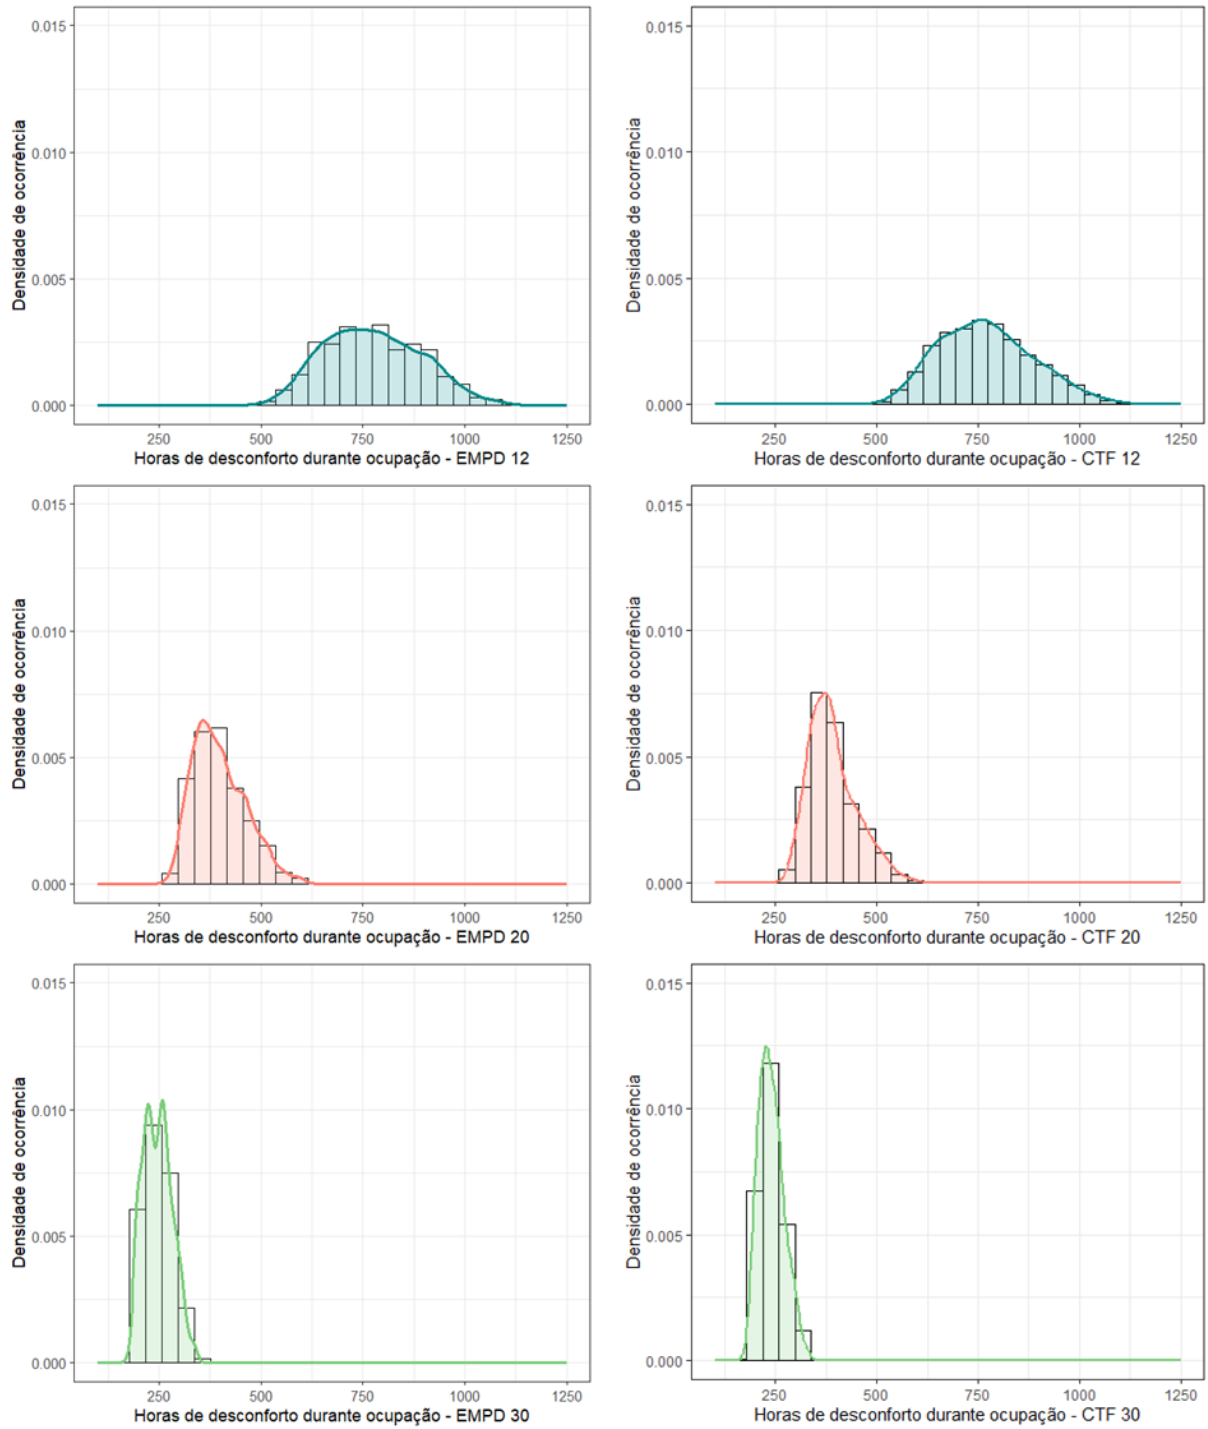 0.015
0.010
0.005
0.000
Densidade de ocorrência
250 500 750 1000 1250
Horas de desconforto durante ocupação - EMPD 12
0.015
0.010
0.005
0.000
Densidade de ocorrência
250 500 750 1000 1250
Horas de desconforto durante ocupação - CTF 12
0.015
0.010
0.005
0.000
Densidade de ocorrência
250 500 750 1000 1250
Horas de desconforto durante ocupação - EMPD 20
0.015
0.010
0.005
0.000
Densidade de ocorrência
250 500 750 1000 1250
Horas de desconforto durante ocupação - CTF 20
0.015
0.010
0.005
0.000
Densidade de ocorrência
250 500 750 1000 1250
Horas de desconforto durante ocupação - EMPD 30
0.015
0.010
0.005
0.000
Densidade de ocorrência
250 500 750 1000 1250
Horas de desconforto durante ocupação - CTF 30